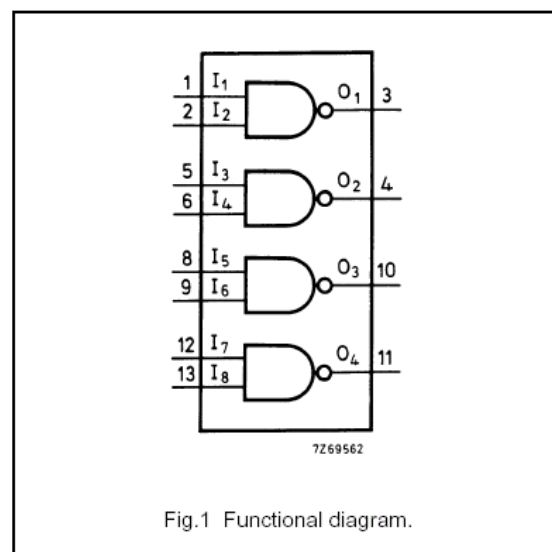 1 I1 O1 3
2 I2
5 I3 O2 4
6 I4
8 I5 O3 10
9 I6
12 I7 O4 11
13 I8
7Z69562
Fig.1 Functional diagram.